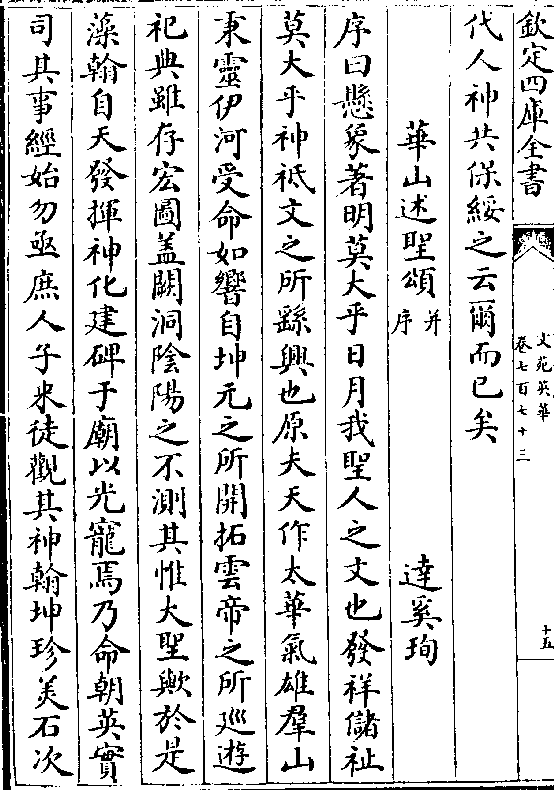 欽定四庫全書
文苑英華
卷七百七十三
十五
代人神共保綏之云爾而已矣
華山述聖頌并序
達奚珣
序曰懸象著明莫大乎日月我聖人之文也發祥儲祉
莫大乎神祇文之所繇興也原夫天作太華氣雄羣山
秉靈伊河受命如響自坤元之所開拓雲帝之所廵遊
祀典雖存宏圖盖闕洞陰陽之不測其惟大聖歟於是
藻翰自天發揮神化建碑于廟以光寵焉乃命朝英實
司其事經始勿亟庶人子来徒觀其神翰坤珍美石次